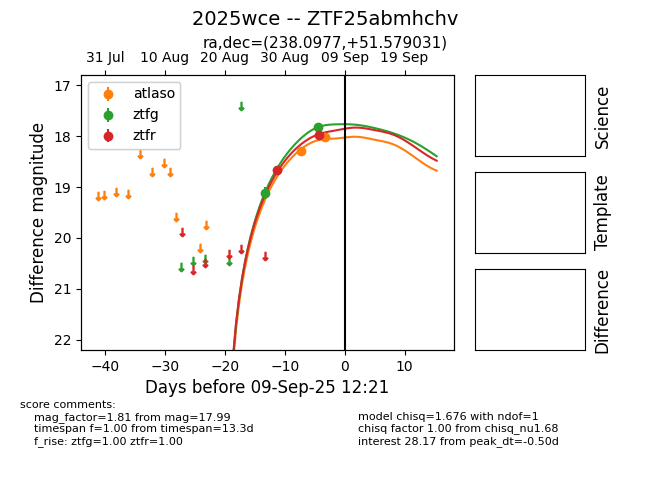 2025wce -- ZTF25abmhchv
ra,dec=(238.0977,+51.579031)
31 Jul 10 Aug 20 Aug 30 Aug 09 Sep 19 Sep
atlaso
ztfg
ztfr
17
18
19
20
21
22
Difference magnitude
−40 −30 −20 −10 0 10
Days before 09-Sep-25 12:21
Science
Template
Difference
score comments:
mag_factor=1.81 from mag=17.99
timespan f=1.00 from timespan=13.3d
f_rise: ztfg=1.00 ztfr=1.00
model chisq=1.676 with ndof=1
chisq factor 1.00 from chisq_nu1.68
interest 28.17 from peak_dt=-0.50d